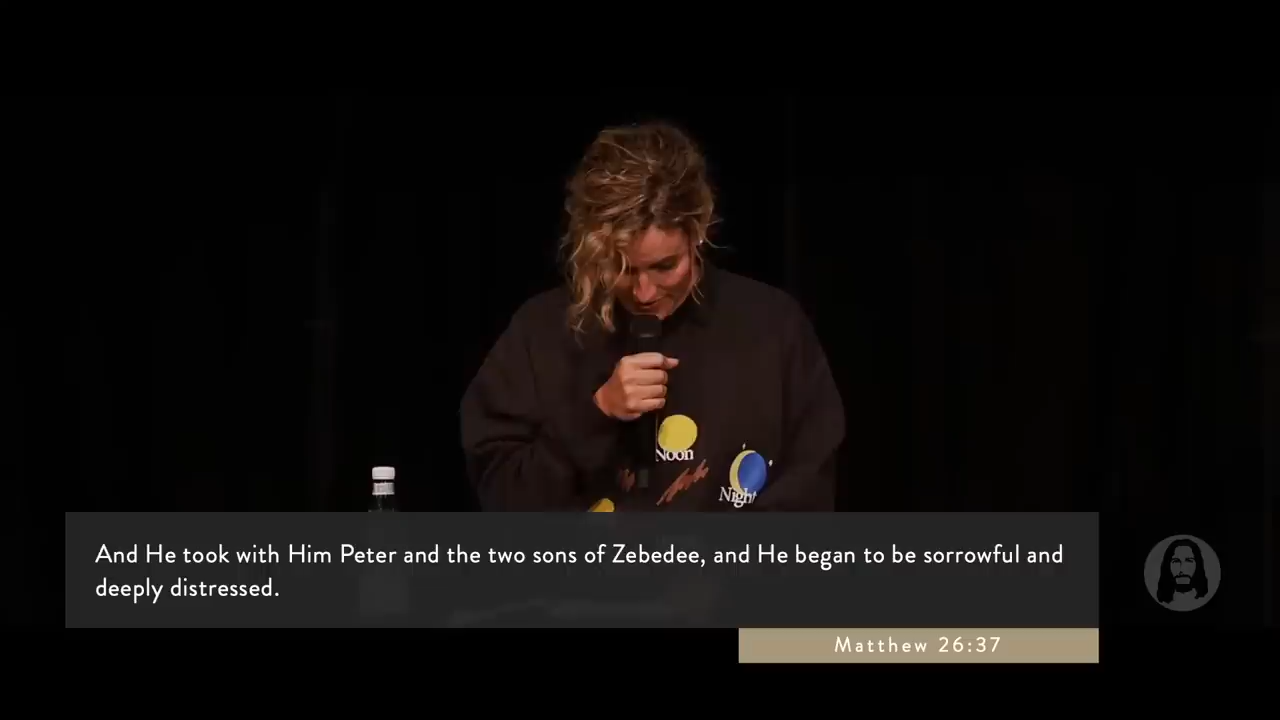 Noon
Night
And He took with Him Peter and the two sons of Zebedee, and He began to be sorrowful and
deeply distressed.
Matthew 26:37